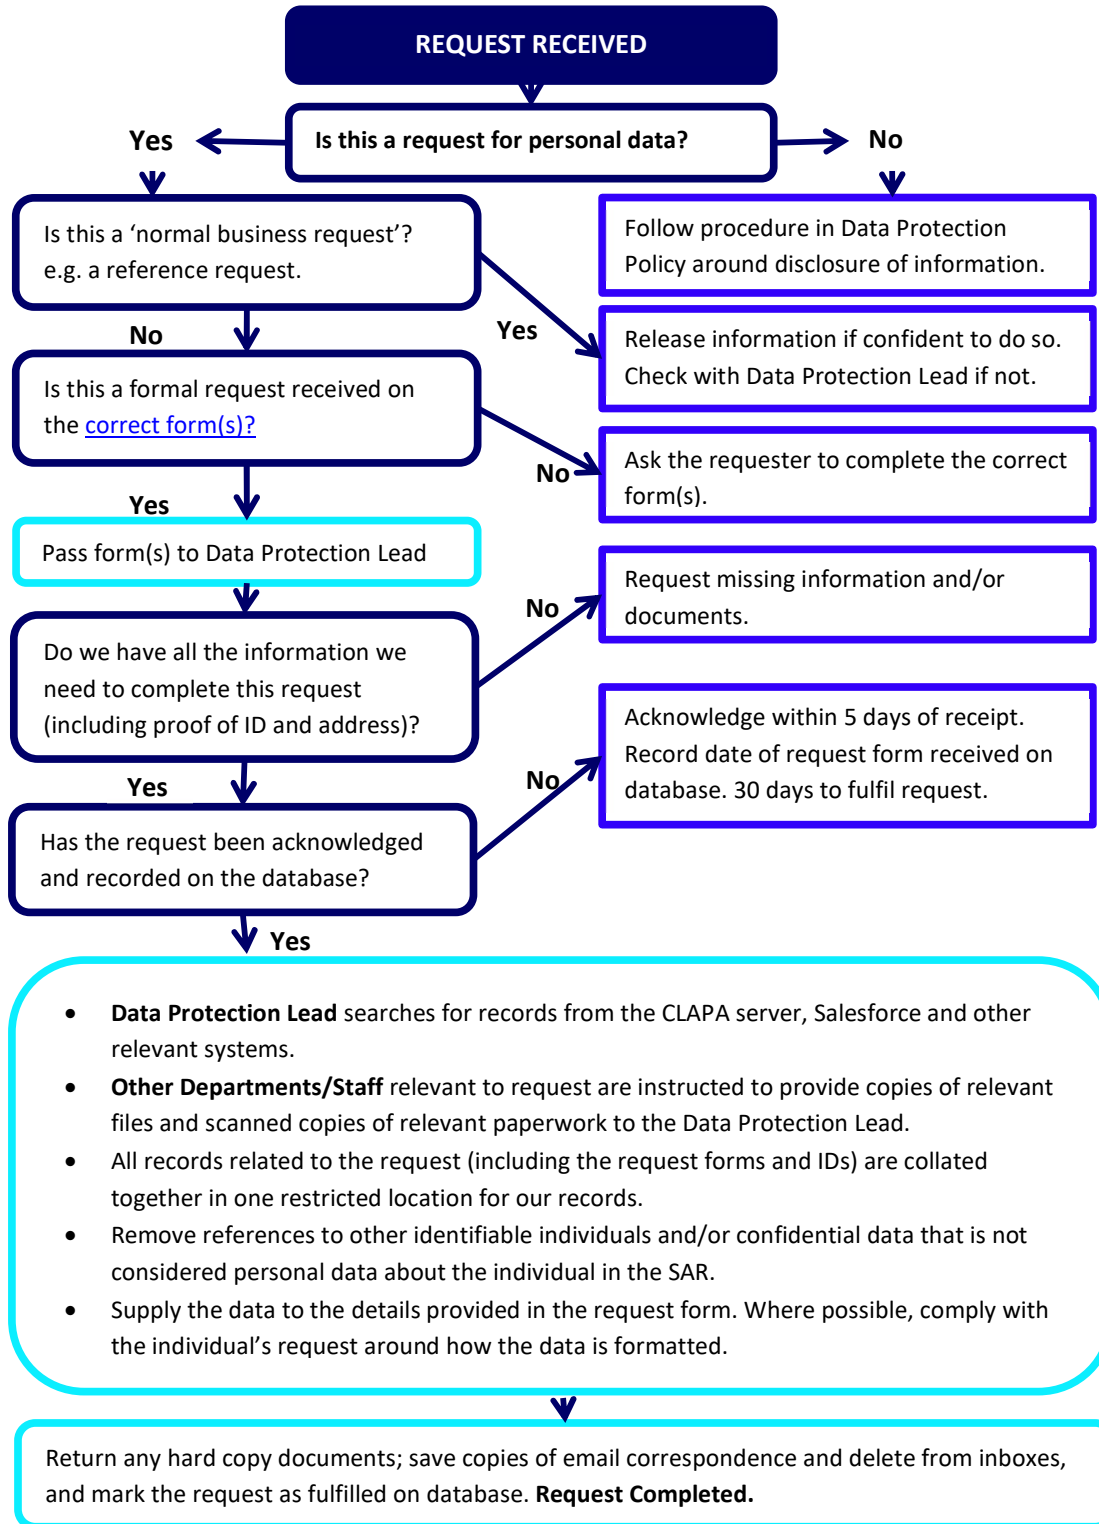 REQUEST RECEIVED
Is this a request for personal data?
Yes
No
Is this a ‘normal business request’?
e.g. a reference request.
Follow procedure in Data Protection
Policy around disclosure of information.
No
Yes
Release information if confident to do so.
Check with Data Protection Lead if not.
Is this a formal request received on
the correct form(s)?
No
Ask the requester to complete the correct
form(s).
Yes
Pass form(s) to Data Protection Lead
Do we have all the information we
need to complete this request
(including proof of ID and address)?
No
Request missing information and/or
documents.
Yes
Has the request been acknowledged
and recorded on the database?
No
Acknowledge within 5 days of receipt.
Record date of request form received on
database. 30 days to fulfil request.
Yes
• Data Protection Lead searches for records from the CLAPA server, Salesforce and other
relevant systems.
• Other Departments/Staff relevant to request are instructed to provide copies of relevant
files and scanned copies of relevant paperwork to the Data Protection Lead.
• All records related to the request (including the request forms and IDs) are collated
together in one restricted location for our records.
• Remove references to other identifiable individuals and/or confidential data that is not
considered personal data about the individual in the SAR.
• Supply the data to the details provided in the request form. Where possible, comply with
the individual’s request around how the data is formatted.
Return any hard copy documents; save copies of email correspondence and delete from inboxes,
and mark the request as fulfilled on database. Request Completed.